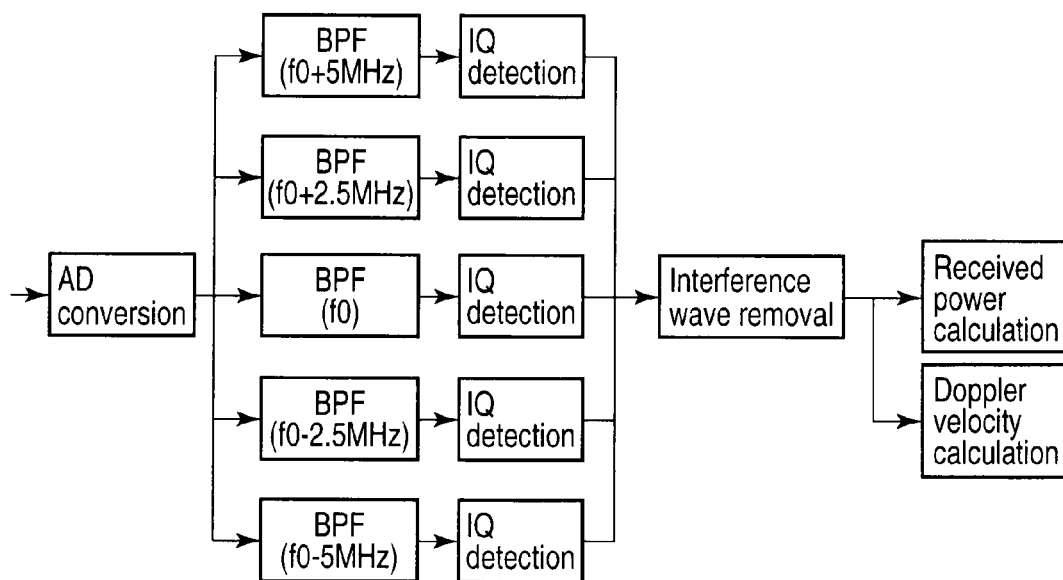 BPF
(f0+5MHz)
IQ
detection
BPF
(f0+2.5MHz)
IQ
detection
AD
conversion
BPF
(f0)
IQ
detection
Interference
wave removal
Received
power
calculation
BPF
(f0-2.5MHz)
IQ
detection
Doppler
velocity
calculation
BPF
(f0-5MHz)
IQ
detection